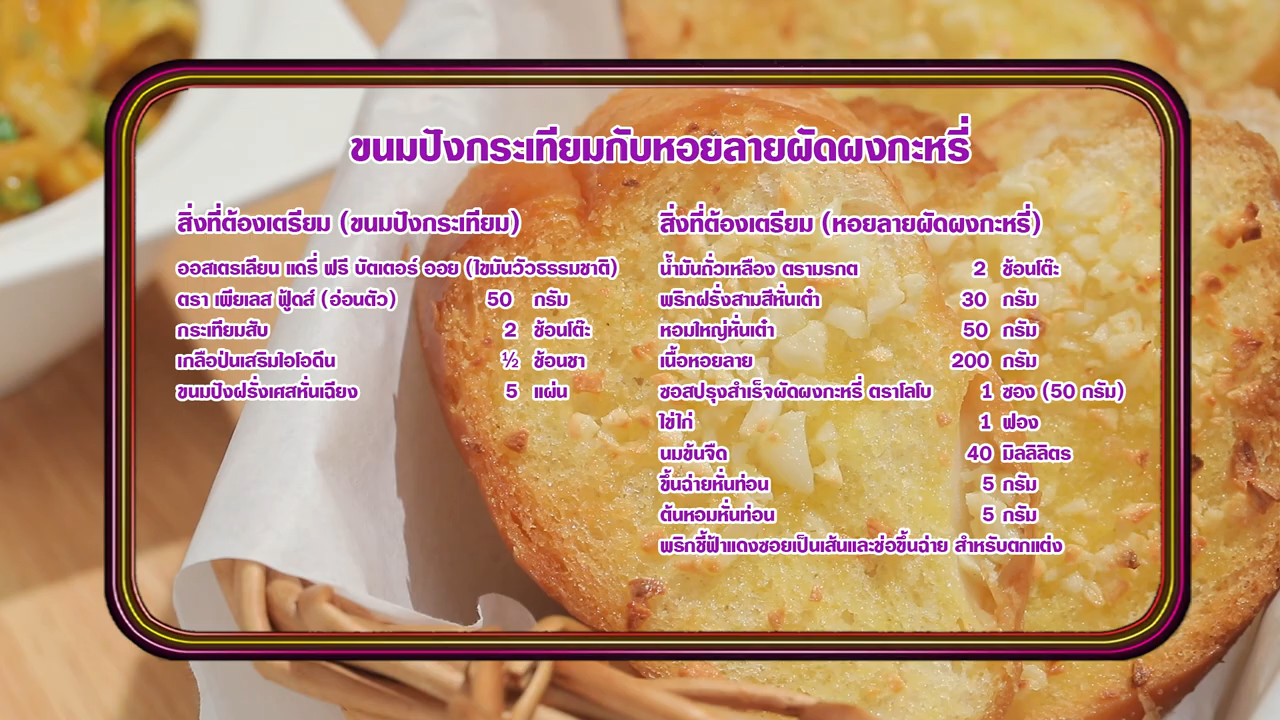 ขนมปังกระเทียมกับหอยลายผัดผงกะหรี่
สิ่งที่ต้องเตรียม (ขนมปังกระเทียม)
ออสเตรเลียน แดรี่ ฟรี บัตเตอร์ ออย (ไขมันวัวธรรมชาติ)
ตรา เพียเลส ฟู้ดส์ (อ่อนตัว) 50 กรัม
กระเทียมสับ 2 ช้อนโต๊ะ
เกลือป่นเสริมไอโอดีน ½ ช้อนชา
ขนมปังฝรั่งเศสหั่นเฉียง 5 แผ่น
สิ่งที่ต้องเตรียม (หอยลายผัดผงกะหรี่)
น้ำมันถั่วเหลือง ตรามรกต 2 ช้อนโต๊ะ
พริกฝรั่งสามสีหั่นเต๋า 30 กรัม
หอมใหญ่หั่นเต๋า 50 กรัม
เนื้อหอยลาย 200 กรัม
ซอสปรุงสำเร็จผัดผงกะหรี่ ตราโลโบ 1 ซอง (50 กรัม)
ไข่ไก่ 1 ฟอง
นมข้นจืด 40 มิลลิลิตร
ขึ้นฉ่ายหั่นท่อน 5 กรัม
ต้นหอมหั่นท่อน 5 กรัม
พริกชี้ฟ้าแดงซอยเป็นเส้นและช่อขึ้นฉ่าย สำหรับตกแต่ง